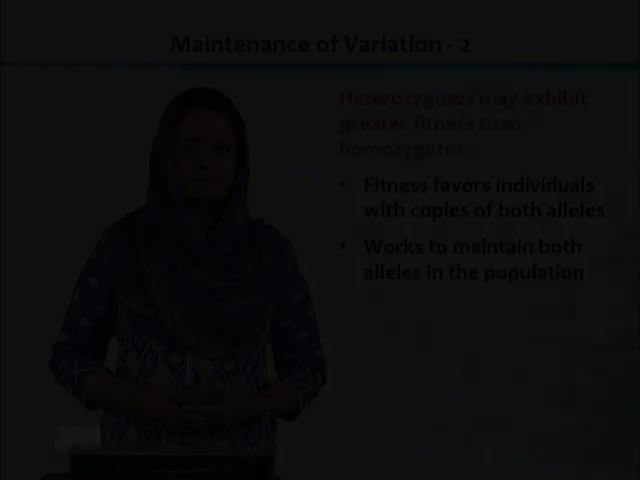 Maintenance of Variation - 2
Heterozygotes may exhibit
greater fitness than
homozygotes
• Fitness favors individuals
with copies of both alleles
• Works to maintain both
alleles in the population